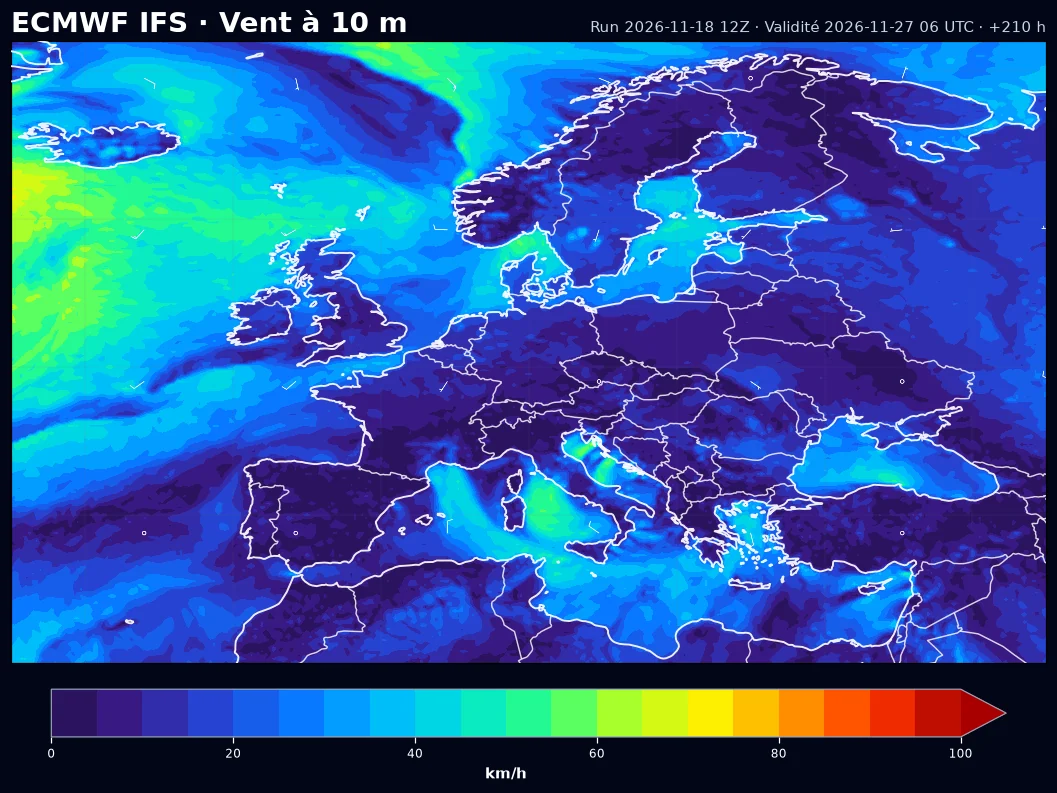 ECMWF IFS · Vent à 10 m
Run 2026-11-18 12Z · Validité 2026-11-27 06 UTC · +210 h
0 20 40 60 80 100
km/h